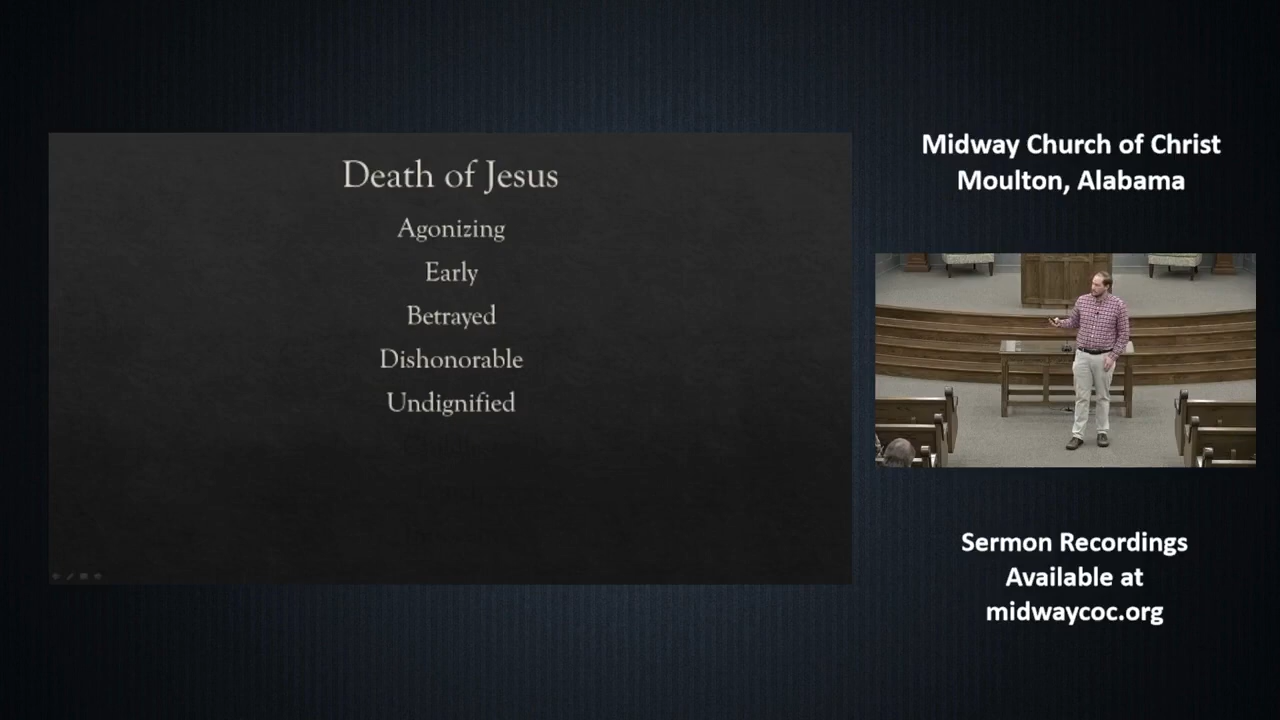 Death of Jesus
Agonizing
Early
Betrayed
Dishonorable
Undignified
Midway Church of Christ
Moulton, Alabama
Sermon Recordings
Available at
midwaycoc.org